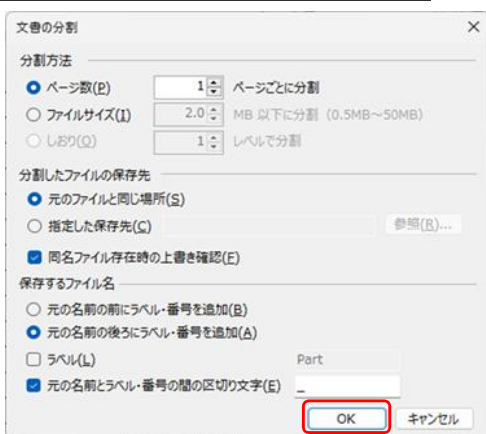 文書の分割
分割方法
ページ数(P) 1 ページごとに分割
ファイルサイズ(I) 2.0 MB 以下に分割 (0.5MB~50MB)
しおり(O) 1 レベルで分割
分割したファイルの保存先
元のファイルと同じ場所(S)
指定した保存先(C) 参照(R)...
同名ファイル存在時の上書き確認(F)
保存するファイル名
元の名前の前にラベル・番号を追加(B)
元の名前の後ろにラベル・番号を追加(A)
ラベル(L) Part
元の名前とラベル・番号の間の区切り文字(E) _
OK キャンセル